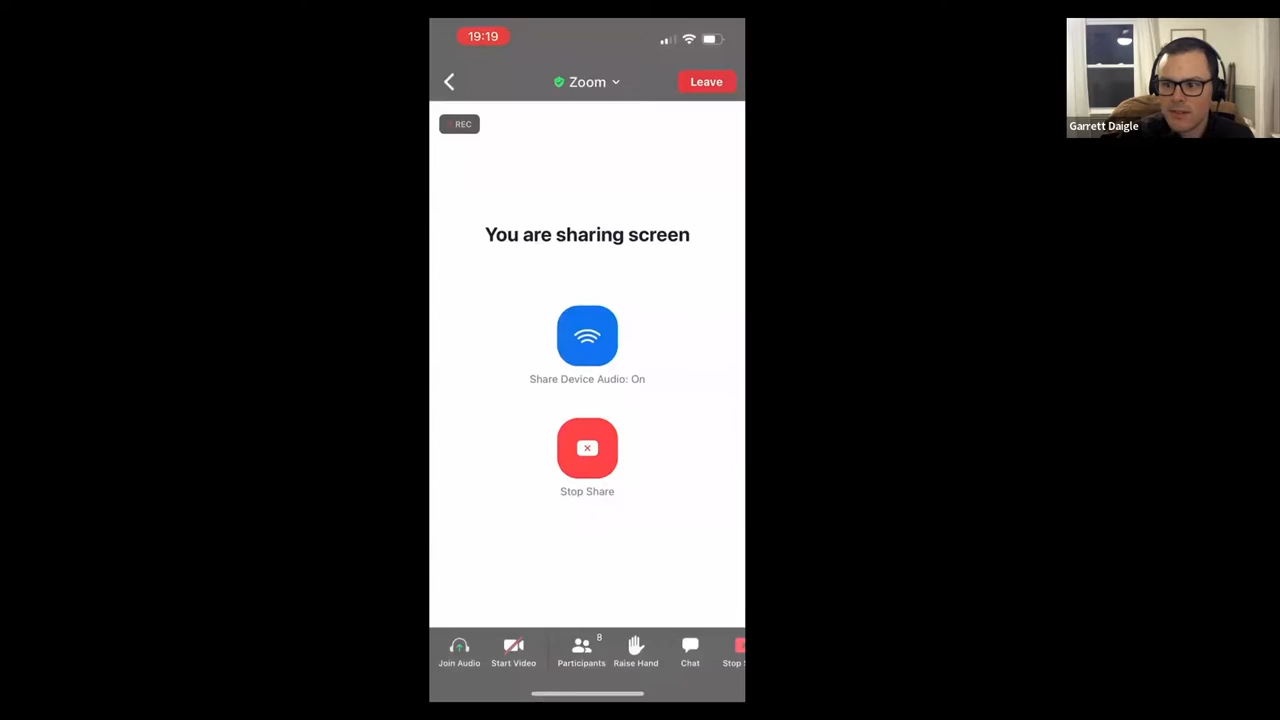 19:19
Zoom
Leave
REC
You are sharing screen
Share Device Audio: On
Stop Share
8
Join Audio
Start Video
Participants
Raise Hand
Chat
Stop S
Garrett Daigle